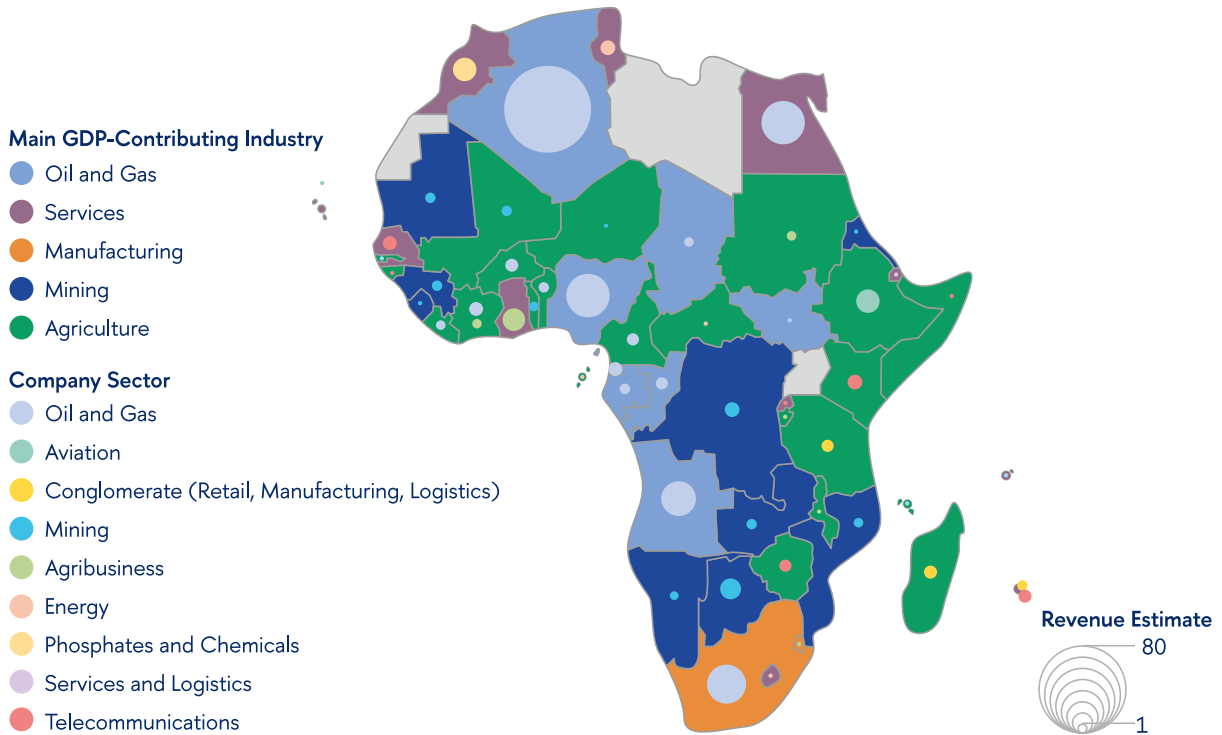 Main GDP-Contributing Industry
Oil and Gas
Services
Manufacturing
Mining
Agriculture
Company Sector
Oil and Gas
Aviation
Conglomerate (Retail, Manufacturing, Logistics)
Mining
Agribusiness
Energy
Phosphates and Chemicals
Services and Logistics
Telecommunications
Revenue Estimate
80
1